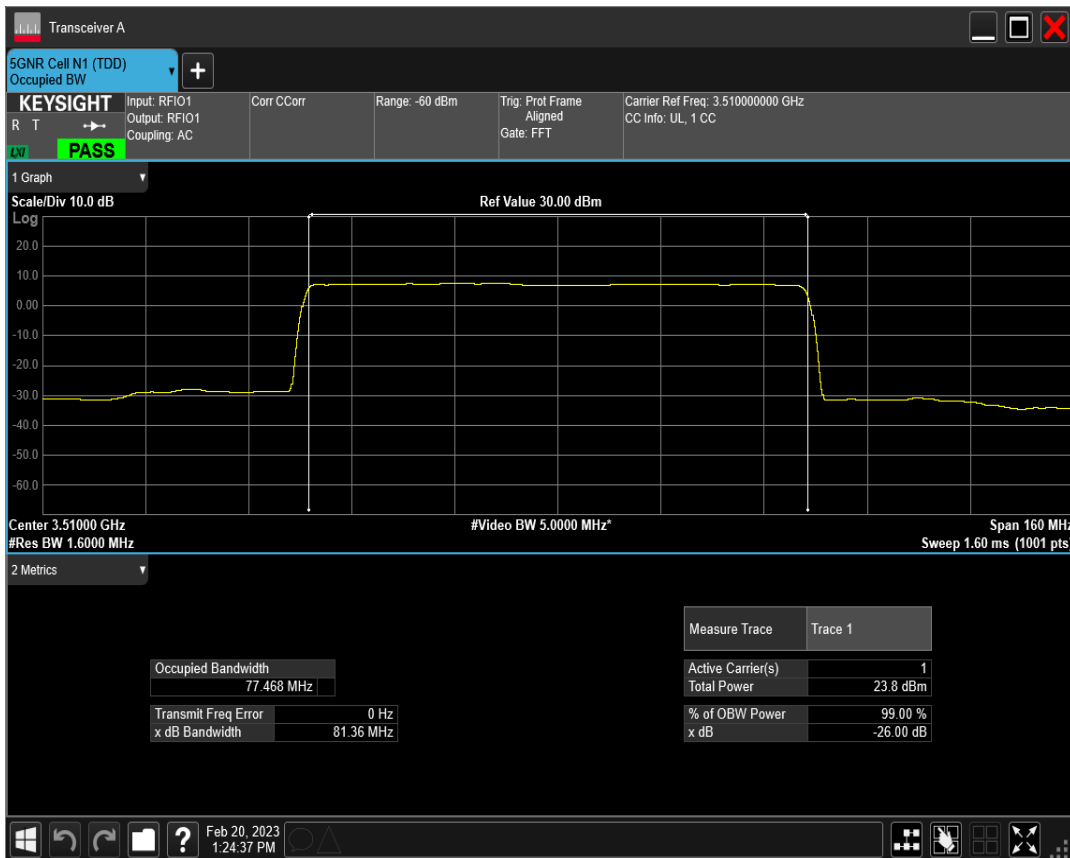 Transceiver A
5GNR Cell N1 (TDD)
Occupied BW
+
KEYSIGHT
R T
LXI
PASS
Input: RFIO1
Output: RFIO1
Coupling: AC
Corr CCorr
Range: -60 dBm
Trig: Prot Frame
Aligned
Gate: FFT
Carrier Ref Freq: 3.510000000 GHz
CC Info: UL, 1 CC
1 Graph
Scale/Div 10.0 dB
Ref Value 30.00 dBm
Log
20.0
10.0
0.00
-10.0
-20.0
-30.0
-40.0
-50.0
-60.0
Center 3.51000 GHz
#Video BW 5.0000 MHz*
Span 160 MHz
#Res BW 1.6000 MHz
Sweep 1.60 ms (1001 pts)
2 Metrics
Measure Trace Trace 1
Occupied Bandwidth
77.468 MHz
Active Carrier(s) 1
Total Power 23.8 dBm
Transmit Freq Error 0 Hz
x dB Bandwidth 81.36 MHz
% of OBW Power 99.00 %
x dB -26.00 dB
?
Feb 20, 2023
1:24:37 PM